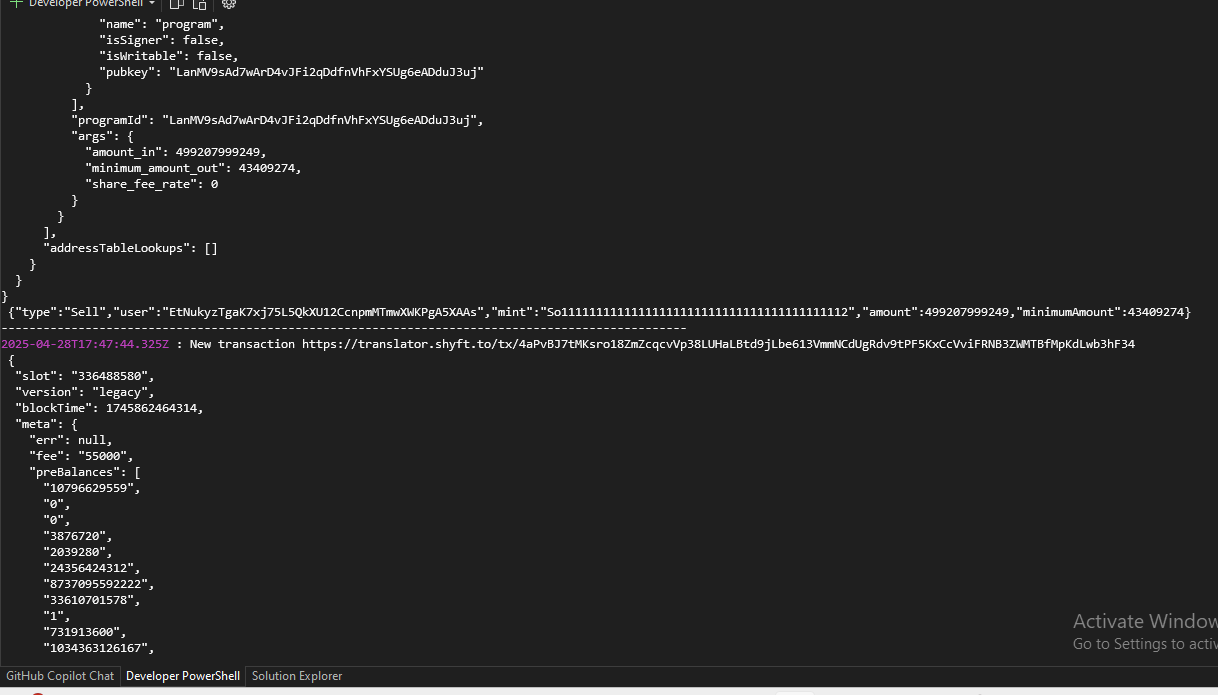 Developer PowerShell
"name": "program",
"isSigner": false,
"isWritable": false,
"pubkey": "LanMV9sAd7wArD4vJFi2qDdfnVhFxYSUg6eADduJ3uj"
}
],
"programId": "LanMV9sAd7wArD4vJFi2qDdfnVhFxYSUg6eADduJ3uj",
"args": {
"amount_in": 499207999249,
"minimum_amount_out": 43409274,
"share_fee_rate": 0
}
}
],
"addressTableLookups": []
}
}
}
{"type":"Sell","user":"EtNukyzTgaK7xj75L5QkXU12CcnpmMTmwXWKPgA5XAAs","mint":"So11111111111111111111111111111111111111112","amount":499207999249,"minimumAmount":43409274}
--------------------------------------------------------------------------------------------------
2025-04-28T17:47:44.325Z : New transaction https://translator.shyft.to/tx/4aPvBJ7tMKsro18ZmZcqcvVp38LUHaLBtd9jLbe613VmmNCdUgRdv9tPF5KxCcVviFRNB3ZWMTBfMpKdLwb3hF34
{
"slot": "336488580",
"version": "legacy",
"blockTime": 1745862464314,
"meta": {
"err": null,
"fee": "55000",
"preBalances": [
"10796629559",
"0",
"0",
"3876720",
"2039280",
"24356424312",
"8737095592222",
"33610701578",
"1",
"731913600",
"1034363126167",
Activate Window
Go to Settings to activ
GitHub Copilot Chat Developer PowerShell Solution Explorer